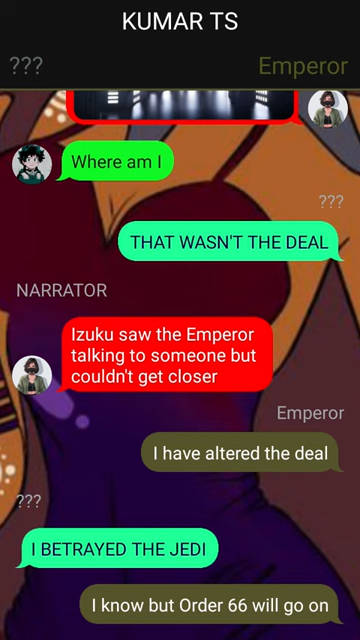 KUMAR TS
??? Emperor
Where am I
???
THAT WASN'T THE DEAL
NARRATOR
Izuku saw the Emperor
talking to someone but
couldn't get closer
Emperor
I have altered the deal
???
I BETRAYED THE JEDI
I know but Order 66 will go on